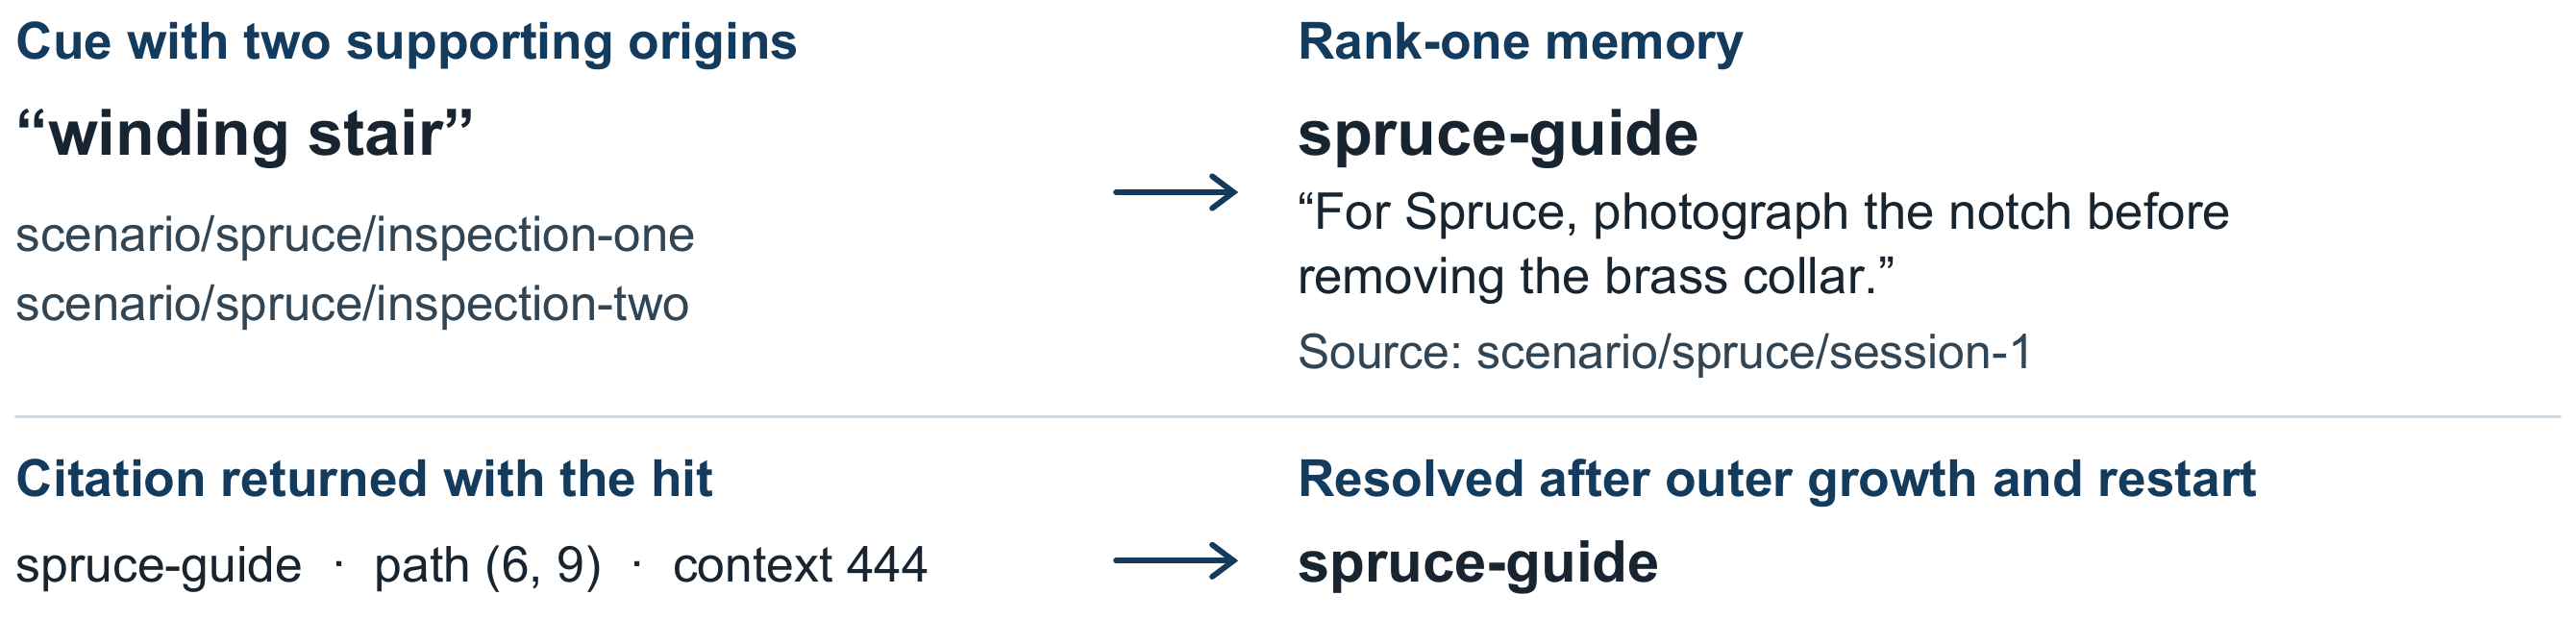 Cue with two supporting origins
“winding stair”
scenario/spruce/inspection-one
scenario/spruce/inspection-two
Rank-one memory
spruce-guide
“For Spruce, photograph the notch before
removing the brass collar.”
Source: scenario/spruce/session-1
Citation returned with the hit
spruce-guide · path (6, 9) · context 444
Resolved after outer growth and restart
spruce-guide